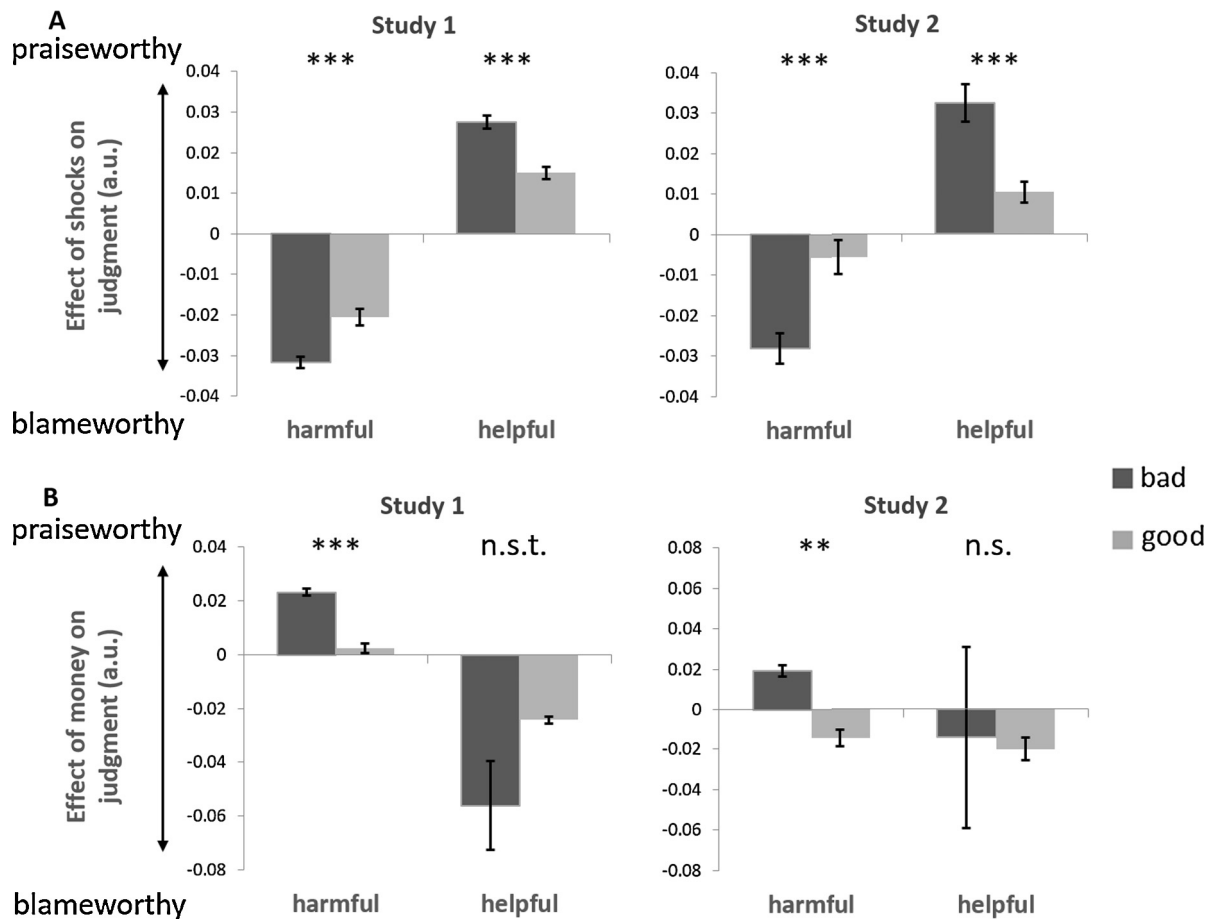 A
praiseworthy
Study 1
Study 2
*** ***
*** ***
Effect of shocks on
judgment (a.u.)
0.04
0.03
0.02
0.01
0
-0.01
-0.02
-0.03
-0.04
0.04
0.03
0.02
0.01
0
-0.01
-0.02
-0.03
-0.04
blameworthy
harmful helpful
harmful helpful
bad
good
B
praiseworthy
Study 1
Study 2
*** n.s.t.
** n.s.
Effect of money on
judgment (a.u.)
0.04
0.02
0
-0.02
-0.04
-0.06
-0.08
0.08
0.06
0.04
0.02
0
-0.02
-0.04
-0.06
-0.08
blameworthy
harmful helpful
harmful helpful